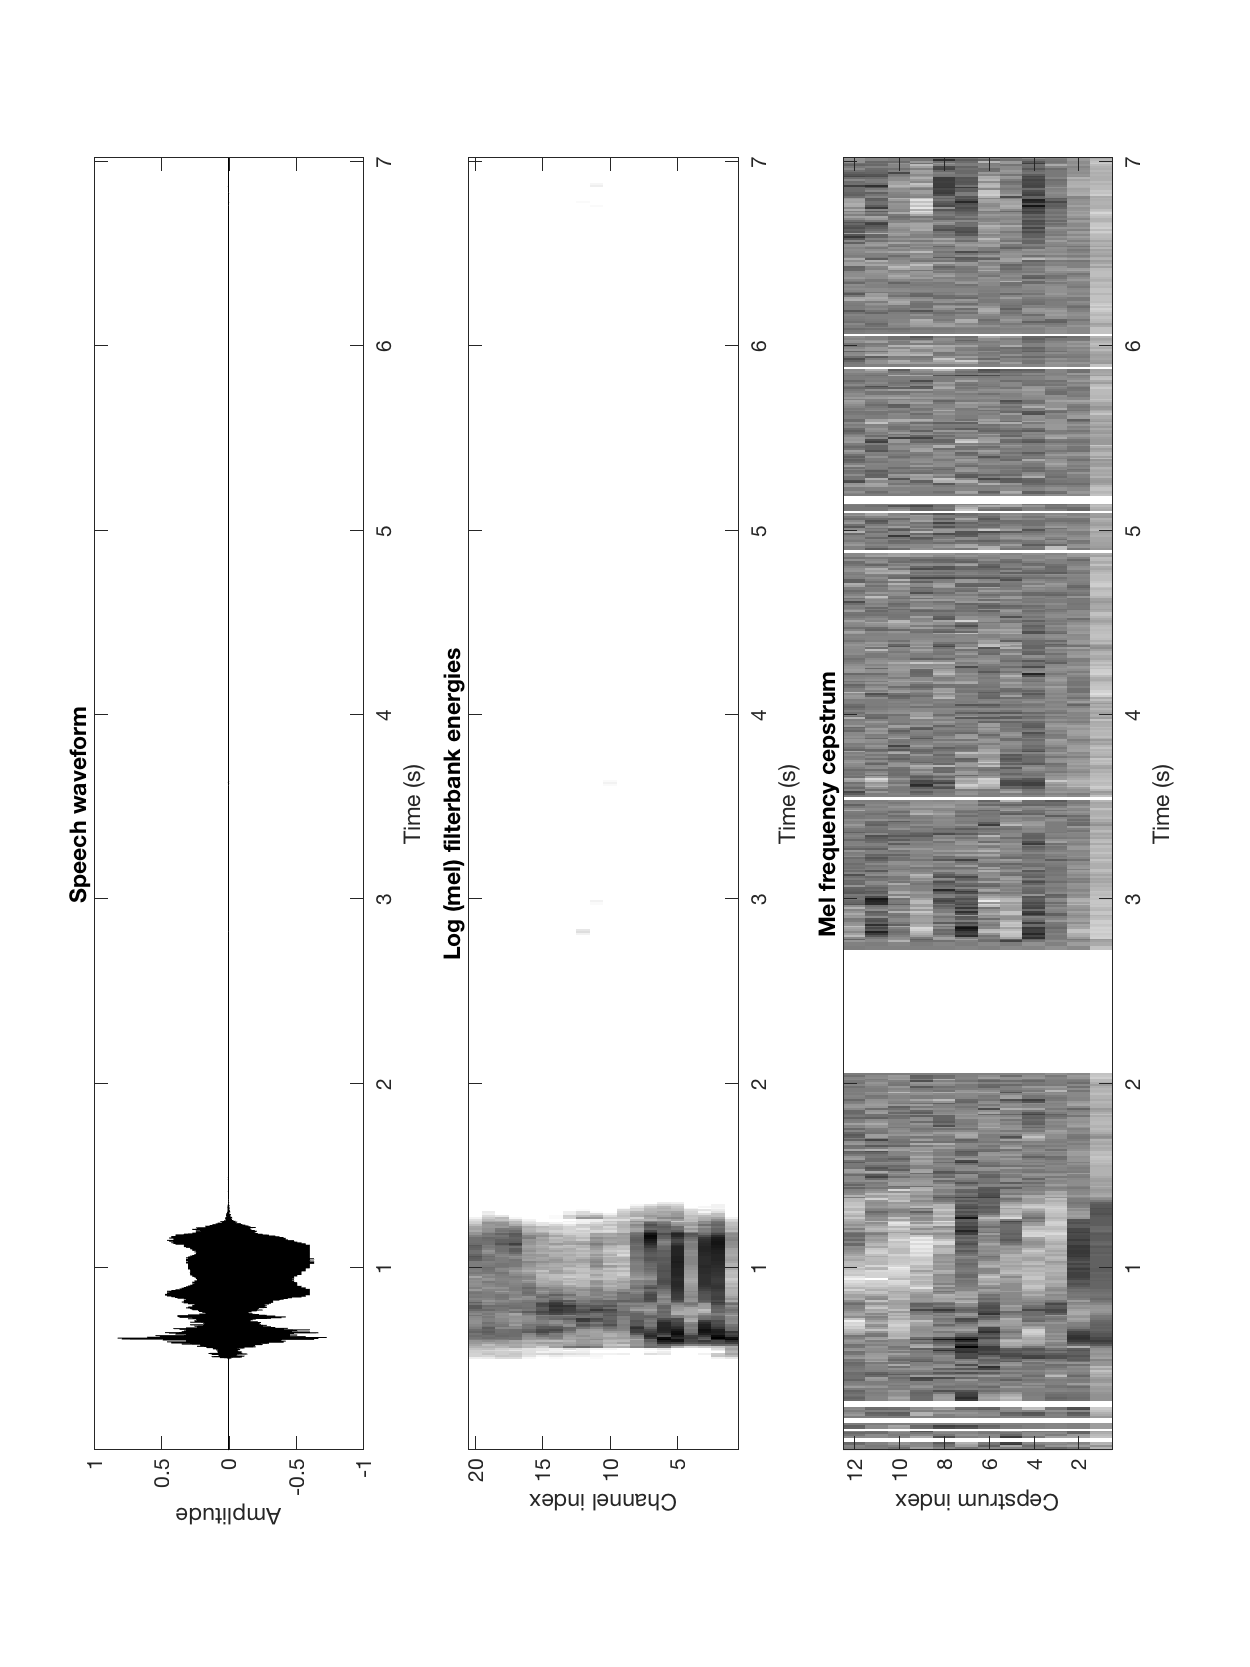 Speech waveform
1
0.5
0
-0.5
-1
Amplitude
1 2 3 4 5 6 7
Time (s)
Log (mel) filterbank energies
20
15
10
5
Channel index
1 2 3 4 5 6 7
Time (s)
Mel frequency cepstrum
12
10
8
6
4
2
Cepstrum index
1 2 3 4 5 6 7
Time (s)